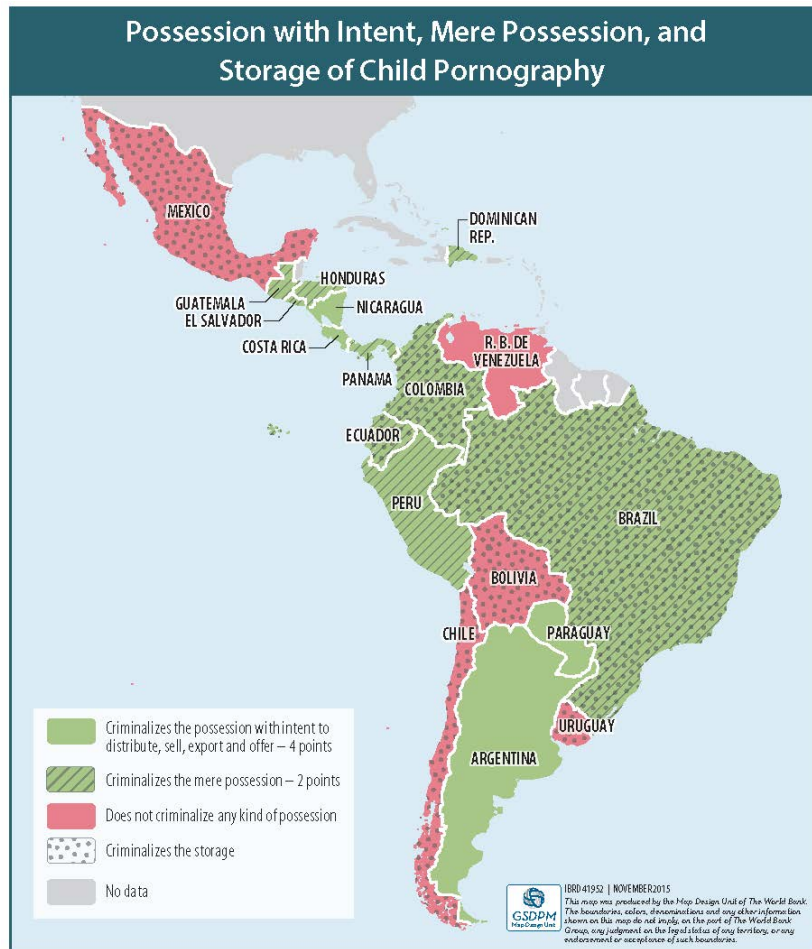 Possession with Intent, Mere Possession, and
Storage of Child Pornography
MEXICO
DOMINICAN
REP.
HONDURAS
GUATEMALA
NICARAGUA
EL SALVADOR
COSTA RICA
R. B. DE
VENEZUELA
PANAMA
COLOMBIA
ECUADOR
PERU
BRAZIL
BOLIVIA
CHILE
PARAGUAY
URUGUAY
ARGENTINA
Criminalizes the possession with intent to
distribute, sell, export and offer – 4 points
Criminalizes the mere possession – 2 points
Does not criminalize any kind of possession
Criminalizes the storage
No data
GSDPM
Map Design Unit
IBRD 41952 | NOVEMBER 2015
This map was produced by the Map Design Unit of The World Bank.
The boundaries, colors, denominations and any other information
shown on this map do not imply, on the part of The World Bank
Group, any judgment on the legal status of any territory, or any
endorsement or acceptance of such boundaries.